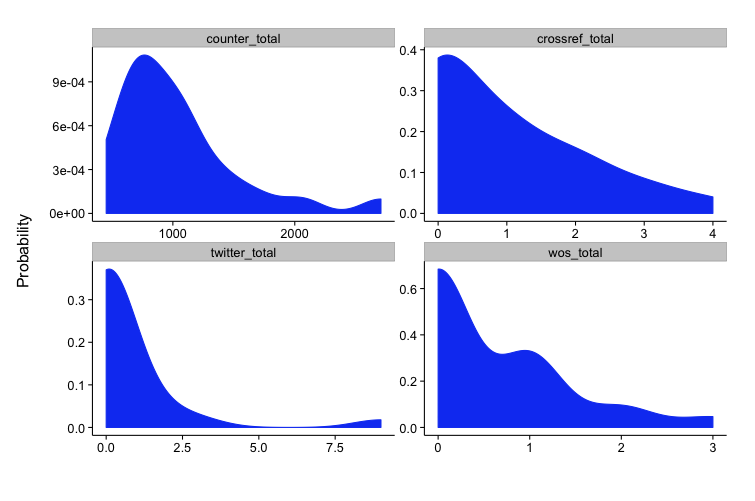 counter_total
crossref_total
9e-04
6e-04
3e-04
0e+00
1000 2000
0.4
0.3
0.2
0.1
0.0
0 1 2 3 4
Probability
twitter_total
wos_total
0.3
0.2
0.1
0.0
0.0 2.5 5.0 7.5
0.6
0.4
0.2
0.0
0 1 2 3